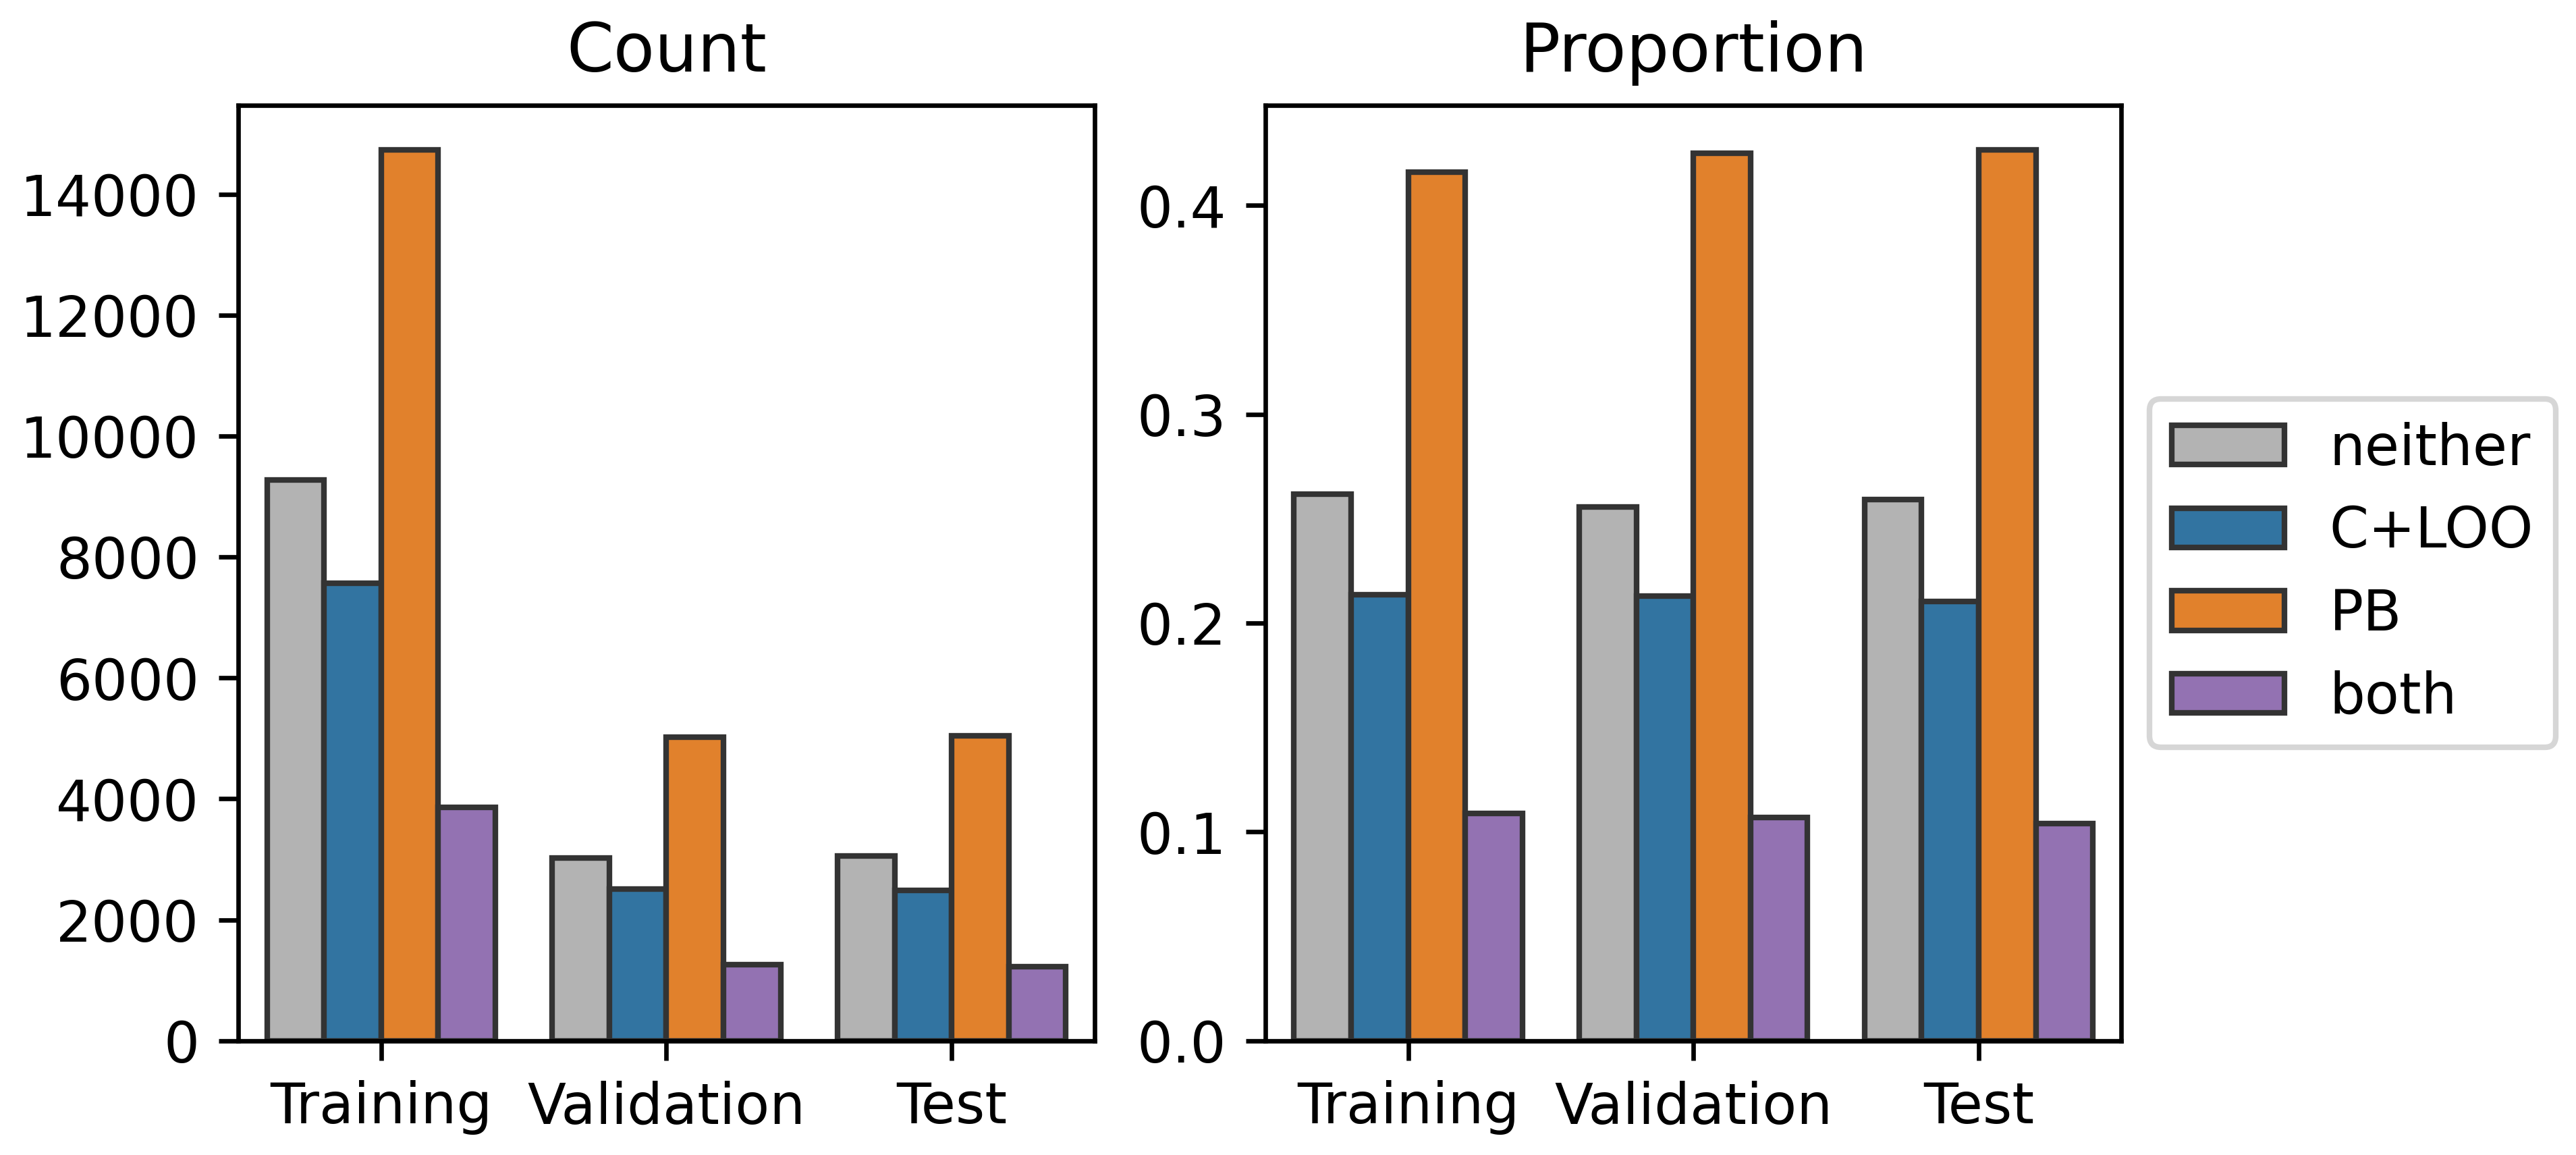 Count
14000
12000
10000
8000
6000
4000
2000
0
Training Validation Test
Proportion
0.4
0.3
0.2
0.1
0.0
Training Validation Test
neither
C+LOO
PB
both